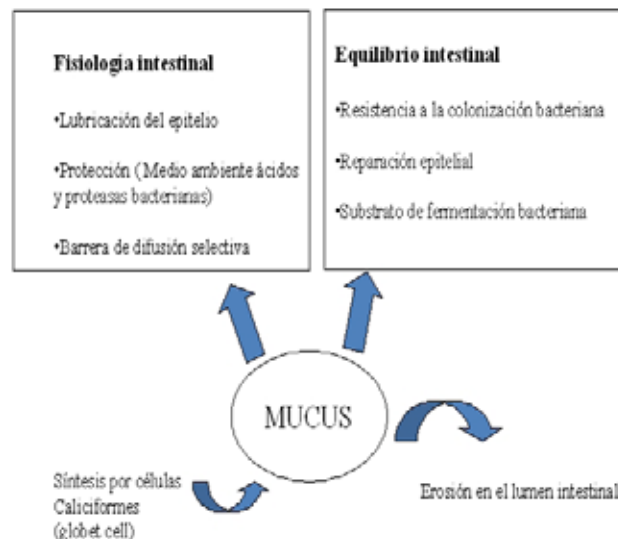 Fisiología intestinal
•Lubricación del epitelio
•Protección ( Medio ambiente ácidos
y proteasas bacterianas)
•Barrera de difusión selectiva
Equilibrio intestinal
•Resistencia a la colonización bacteriana
•Reparación epitelial
•Substrato de fermentación bacteriana
MUCUS
Síntesis por células
Caliciformes
(globet cell)
Erosión en el lumen intestinal